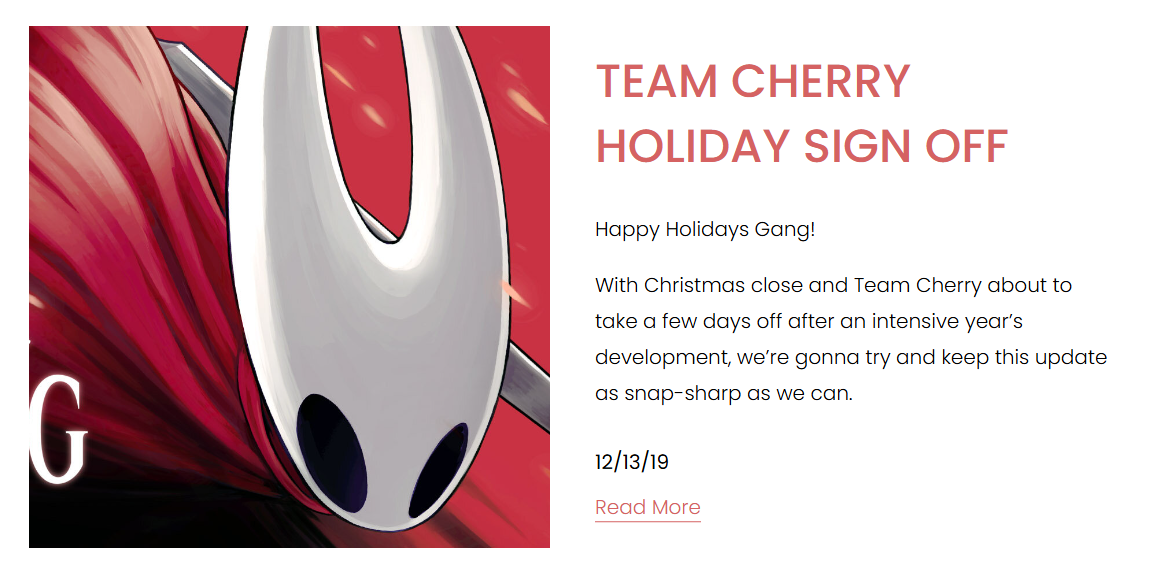 G
TEAM CHERRY
HOLIDAY SIGN OFF
Happy Holidays Gang!
With Christmas close and Team Cherry about to
take a few days off after an intensive year’s
development, we’re gonna try and keep this update
as snap-sharp as we can.
12/13/19
Read More